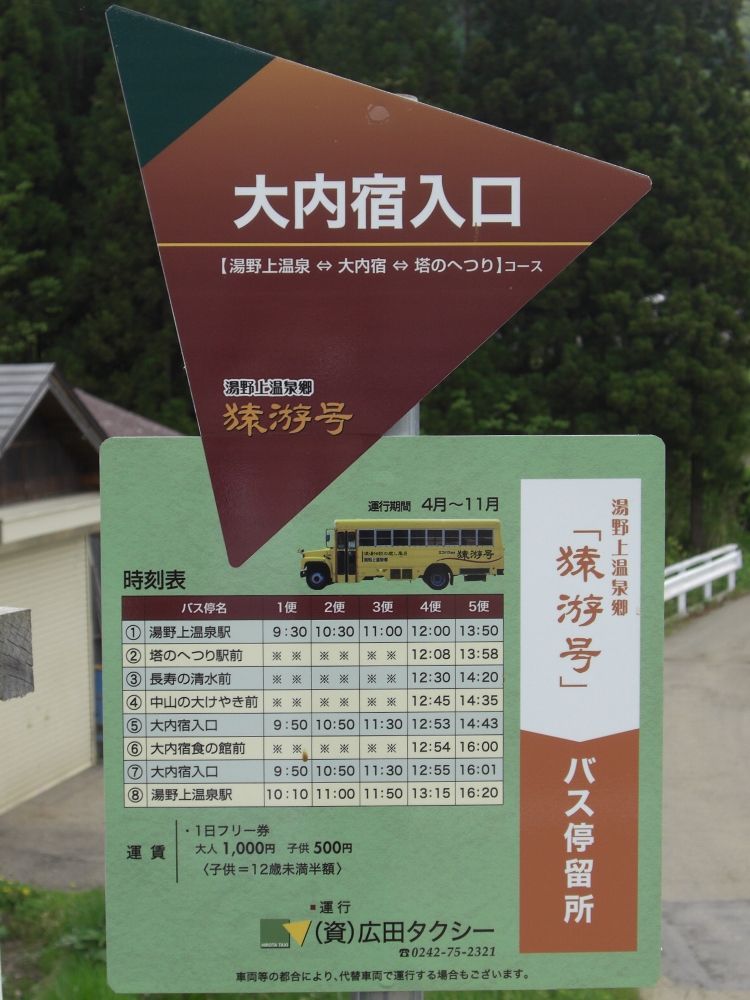 大内宿入口
【湯野上温泉 ⇔ 大内宿 ⇔ 塔のへつり】コース
湯野上温泉郷
猿游号
運行期間 4月～11月
猿游号
時刻表
バス停名 1便 2便 3便 4便 5便
① 湯野上温泉駅 9:30 10:30 11:00 12:00 13:50
② 塔のへつり駅前 ※ ※ ※ ※ ※ ※ 12:08 13:58
③ 長寿の清水前 ※ ※ ※ ※ ※ ※ 12:30 14:20
④ 中山の大けやき前 ※ ※ ※ ※ ※ ※ 12:45 14:35
⑤ 大内宿入口 9:50 10:50 11:30 12:53 14:43
⑥ 大内宿食の館前 ※ ※ ※ ※ ※ ※ 12:54 16:00
⑦ 大内宿入口 9:50 10:50 11:30 12:55 16:01
⑧ 湯野上温泉駅 10:10 11:00 11:50 13:15 16:20
運賃
・1日フリー券
大人 1,000円 子供 500円
〈子供＝12歳未満半額〉
■運行
HIROTA TAXI
(資)広田タクシー
☎0242-75-2321
車両等の都合により、代替車両で運行する場合もございます。
湯野上温泉郷
「猿游号」
バス停留所